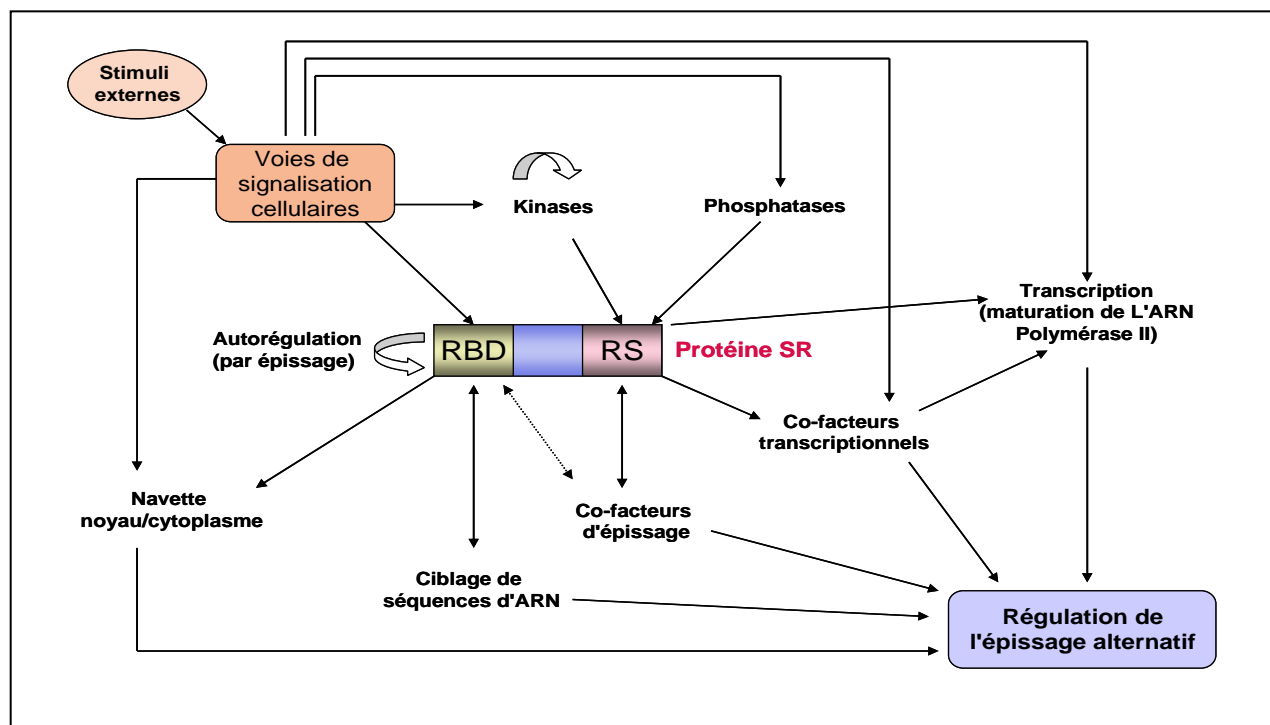 Stimuli
externes
Voies de
signalisation
cellulaires
Kinases
Phosphatases
Transcription
(maturation de L'ARN
Polymérase II)
Autorégulation
(par épissage)
RBD
RS
Protéine SR
Co-facteurs
transcriptionnels
Navette
noyau/cytoplasme
Co-facteurs
d'épissage
Ciblage de
séquences d'ARN
Régulation de
l'épissage alternatif